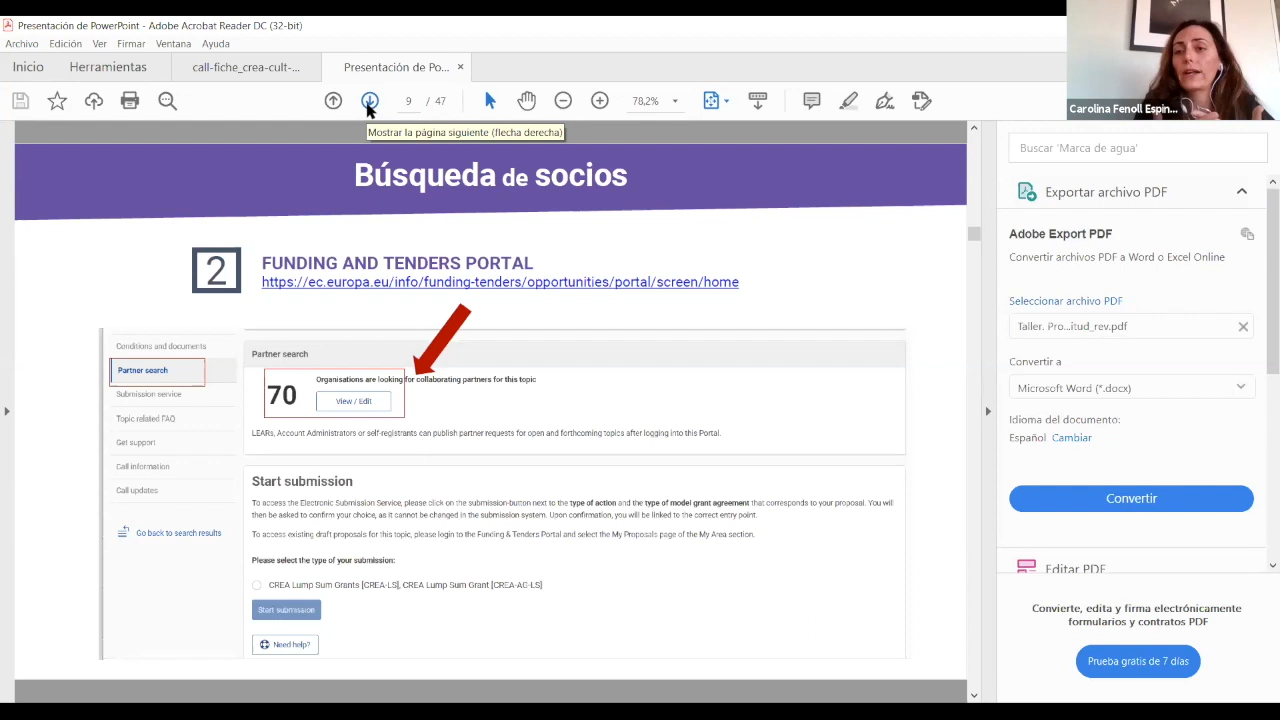 Presentación de PowerPoint - Adobe Acrobat Reader DC (32-bit)
Archivo Edición Ver Firmar Ventana Ayuda
Inicio Herramientas call-fiche_crea-cult-... Presentación de Po... ×
9 / 47 78,2%
Mostrar la página siguiente (flecha derecha)
Carolina Fenoll Espin...
Búsqueda de socios
2 FUNDING AND TENDERS PORTAL
https://ec.europa.eu/info/funding-tenders/opportunities/portal/screen/home
Conditions and documents
Partner search
Submission service
Topic related FAQ
Get support
Call information
Call updates
Go back to search results
Partner search
70 Organisations are looking for collaborating partners for this topic
View / Edit
LEARs, Account Administrators or self-registrants can publish partner requests for open and forthcoming topics after logging into this Portal.
Start submission
To access the Electronic Submission Service, please click on the submission-button next to the type of action and the type of model grant agreement that corresponds to your proposal. You will
then be asked to confirm your choice, as it cannot be changed in the submission system. Upon confirmation, you will be linked to the correct entry point.
To access existing draft proposals for this topic, please login to the Funding & Tenders Portal and select the My Proposals page of the My Area section.
Please select the type of your submission:
CREA Lump Sum Grants [CREA-LS], CREA Lump Sum Grant [CREA-AG-LS]
Start submission
Need help?
Buscar 'Marca de agua'
Exportar archivo PDF
Adobe Export PDF
Convertir archivos PDF a Word o Excel Online
Seleccionar archivo PDF
Taller. Pro...itud_rev.pdf
Convertir a
Microsoft Word (*.docx)
Idioma del documento:
Español Cambiar
Convertir
Editar PDF
Convierte, edita y firma electrónicamente
formularios y contratos PDF
Prueba gratis de 7 días